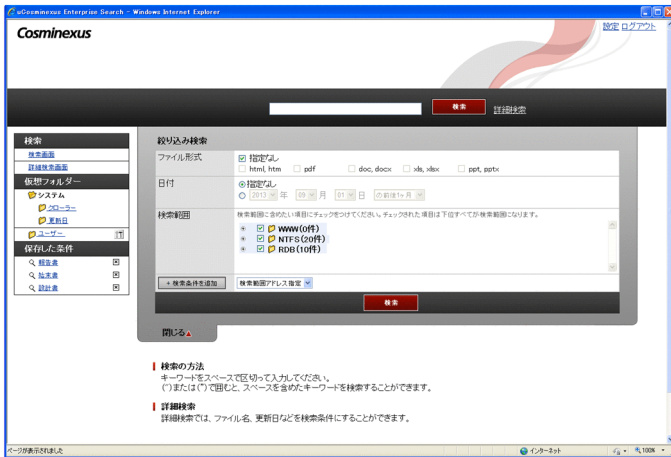 uCosminexus Enterprise Search - Windows Internet Explorer
Cosminexus
設定 ログアウト
検索 詳細検索
検索
検索画面
詳細検索画面
仮想フォルダー
システム
クローラー
更新日
ユーザー
保存した条件
報告書
始末書
設計書
絞り込み検索
ファイル形式
指定なし
html, htm pdf doc, docx xls, xlsx ppt, pptx
日付
指定なし
2013 年 09 月 01 日 の前後1ヶ月
検索範囲
検索範囲に含めたい項目にチェックをつけてください。チェックされた項目は下位すべてが検索範囲になります。
WWW(0件)
NTFS(20件)
RDB(10件)
+ 検索条件を追加 検索範囲アドレス指定
検索
閉じる▲
検索の方法
キーワードをスペースで区切って入力してください。
(')または(")で囲むと、スペースを含めたキーワードを検索することができます。
詳細検索
詳細検索では、ファイル名、更新日などを検索条件にすることができます。
ページが表示されました インターネット 100%